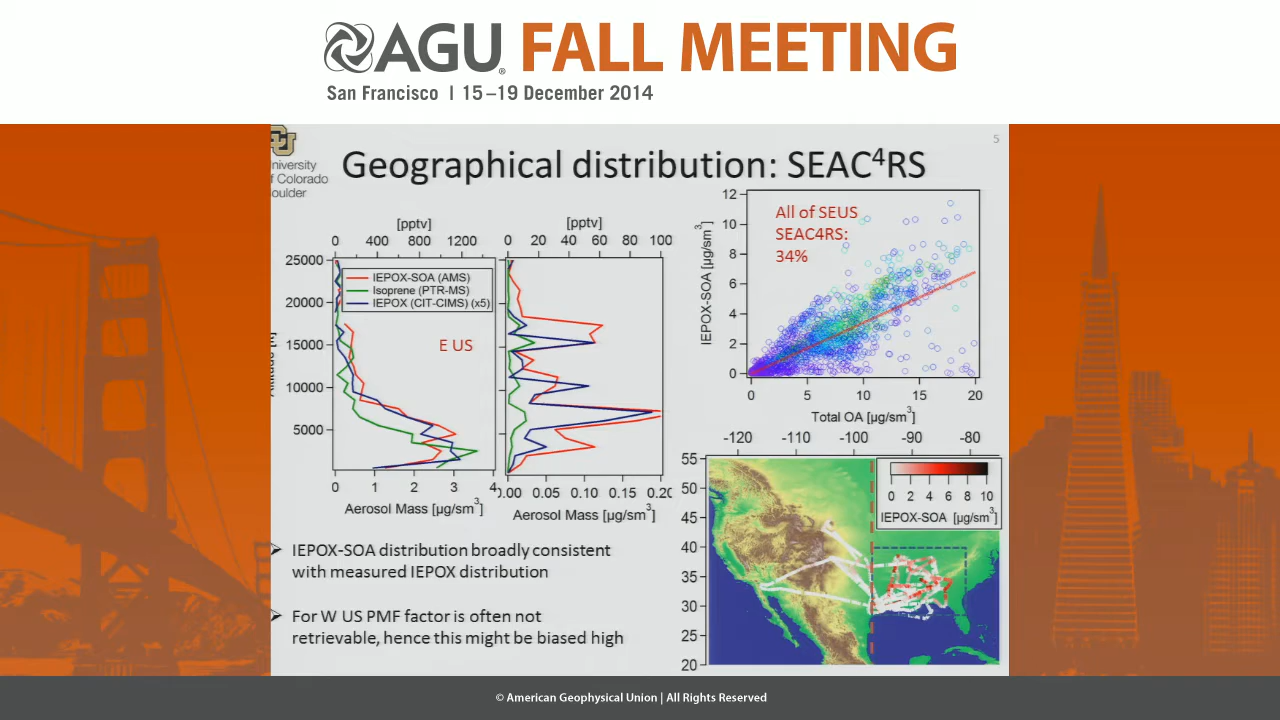 AGU FALL MEETING
San Francisco | 15–19 December 2014
5
Geographical distribution: SEAC⁴RS
of Colorado
[pptv]
0 400 800 1200
25000
20000
15000
10000
5000
IEPOX-SOA (AMS)
Isoprene (PTR-MS)
IEPOX (CIT-CIMS) (x5)
E US
0 1 2 3 4
Aerosol Mass [µg/sm³]
[pptv]
0 20 40 60 80 100
0.00 0.05 0.10 0.15 0.20
Aerosol Mass [µg/sm³]
All of SEUS
SEAC4RS:
34%
IEPOX-SOA [µg/sm³]
12
10
8
6
4
2
0
0 5 10 15 20
Total OA [µg/sm³]
-120 -110 -100 -90 -80
55
50
45
40
35
30
25
20
0 2 4 6 8 10
IEPOX-SOA [µg/sm³]
➢ IEPOX-SOA distribution broadly consistent
with measured IEPOX distribution
➢ For W US PMF factor is often not
retrievable, hence this might be biased high
© American Geophysical Union | All Rights Reserved